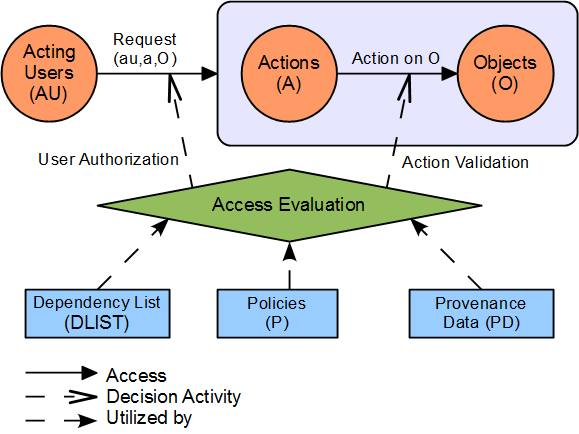 Acting
Users
(AU)
Request
(au,a,O)
Actions
(A)
Action on O
Objects
(O)
User Authorization
Action Validation
Access Evaluation
Dependency List
(DLIST)
Policies
(P)
Provenance
Data (PD)
Access
Decision Activity
Utilized by